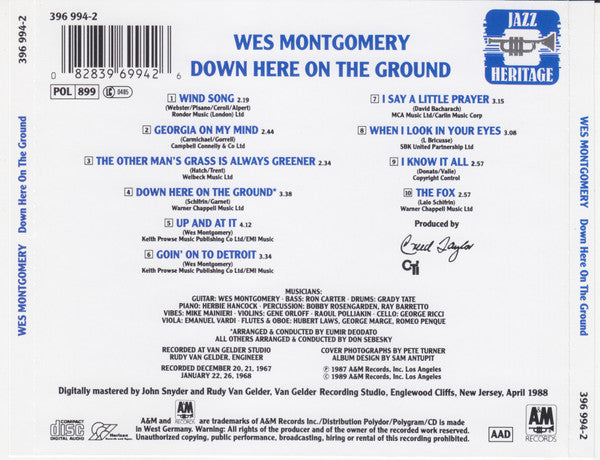 396 994-2
396 994-2
0 82839 69942 6
POL 899
0485
WES MONTGOMERY
DOWN HERE ON THE GROUND
JAZZ
HERITAGE
1 WIND SONG 2.19
(Webster/Pisano/Ceroll/Alpert)
Rondor Music (London) Ltd
2 GEORGIA ON MY MIND 2.44
(Carmichael/Gorrell)
Campbell Connelly & Co Ltd
3 THE OTHER MAN'S GRASS IS ALWAYS GREENER 2.34
(Hatch/Trent)
Welbeck Music Ltd
4 DOWN HERE ON THE GROUND* 3.38
(Schifrin/Garnet)
Warner Chappell Music Ltd
5 UP AND AT IT 4.12
(Wes Montgomery)
Keith Prowse Music Publishing Co Ltd/EMI Music
6 GOIN' ON TO DETROIT 3.34
(Wes Montgomery)
Keith Prowse Music Publishing Co Ltd/EMI Music
7 I SAY A LITTLE PRAYER 3.15
(David Bacharach)
MCA Music Ltd/Carlin Music Corp
8 WHEN I LOOK IN YOUR EYES 3.08
(L Bricusse)
SBK United Partnership Ltd
9 I KNOW IT ALL 2.57
(Donato/Valle)
Copyright Control
10 THE FOX 2.57
(Lalo Schifrin)
Warner Chappell Music Ltd
Produced by
Creed Taylor
CTi
MUSICIANS:
GUITAR: WES MONTGOMERY · BASS: RON CARTER · DRUMS: GRADY TATE
PIANO: HERBIE HANCOCK · PERCUSSION: BOBBY ROSENGARDEN, RAY BARRETTO
VIBES: MIKE MAINIERI · VIOLINS: GENE ORLOFF · RAOUL POLLIAKIN · CELLO: GEORGE RICCI
VIOLA: EMANUEL VARDI · FLUTES & OBOE: HUBERT LAWS, GEORGE MARGE, ROMEO PENQUE
*ARRANGED & CONDUCTED BY EUMIR DEODATO
ALL OTHERS ARRANGED & CONDUCTED BY DON SEBESKY
RECORDED AT VAN GELDER STUDIO
RUDY VAN GELDER. ENGINEER
RECORDED DECEMBER 20, 21, 1967
JANUARY 22, 26, 1968
COVER PHOTOGRAPHS BY PETE TURNER
ALBUM DESIGN BY SAM ANTUPIT
℗ 1987 A&M Records, Inc. Los Angeles
© 1989 A&M Records, Inc. Los Angeles
Digitally mastered by John Snyder and Rudy Van Gelder, Van Gelder Recording Studio, Englewood Cliffs, New Jersey, April 1988
COMPACT
disc
DIGITAL AUDIO
A&M
RECORDS
A&M and are trademarks of A&M Records Inc./Distribution Polydor/Polygram/CD is made
in West Germany. Warning: All rights of the producer and of the owner of the recorded work reserved.
Unauthorized copying, public performance, broadcasting, hiring or rental of this recording prohibited.
AAD
A&M
RECORDS
WES MONTGOMERY Down Here On The Ground
WES MONTGOMERY Down Here On The Ground
396 994-2